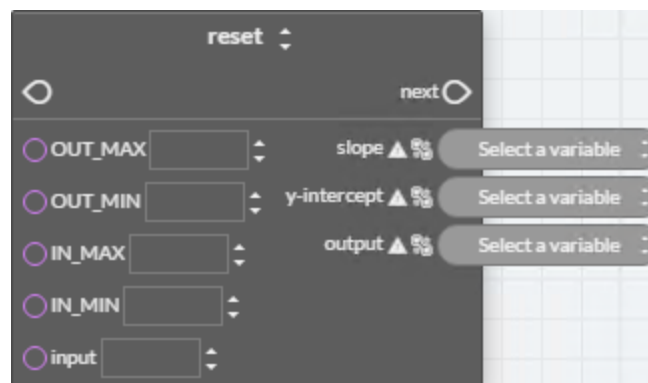 reset
next
OUT_MAX slope Select a variable
OUT_MIN y-intercept Select a variable
IN_MAX output Select a variable
IN_MIN
input